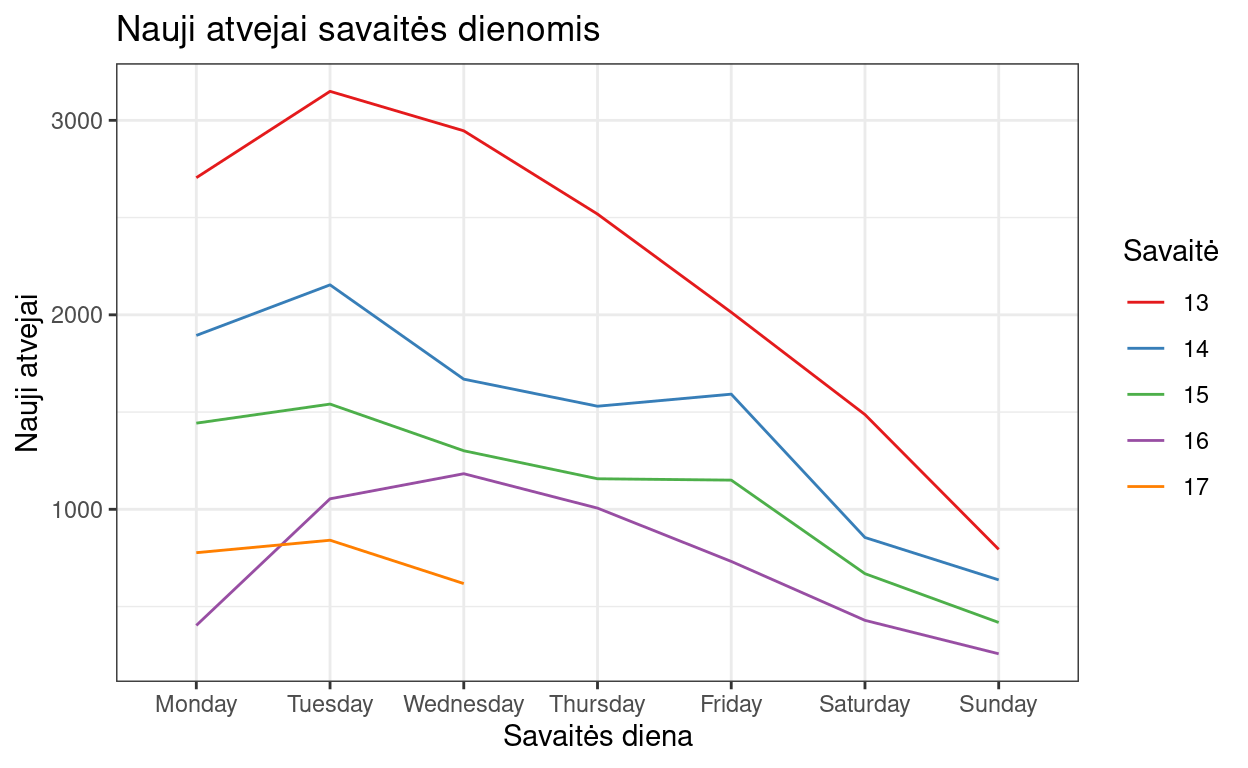 Nauji atvejai savaitės dienomis
Nauji atvejai
3000
2000
1000
Monday Tuesday Wednesday Thursday Friday Saturday Sunday
Savaitės diena
Savaitė
13
14
15
16
17